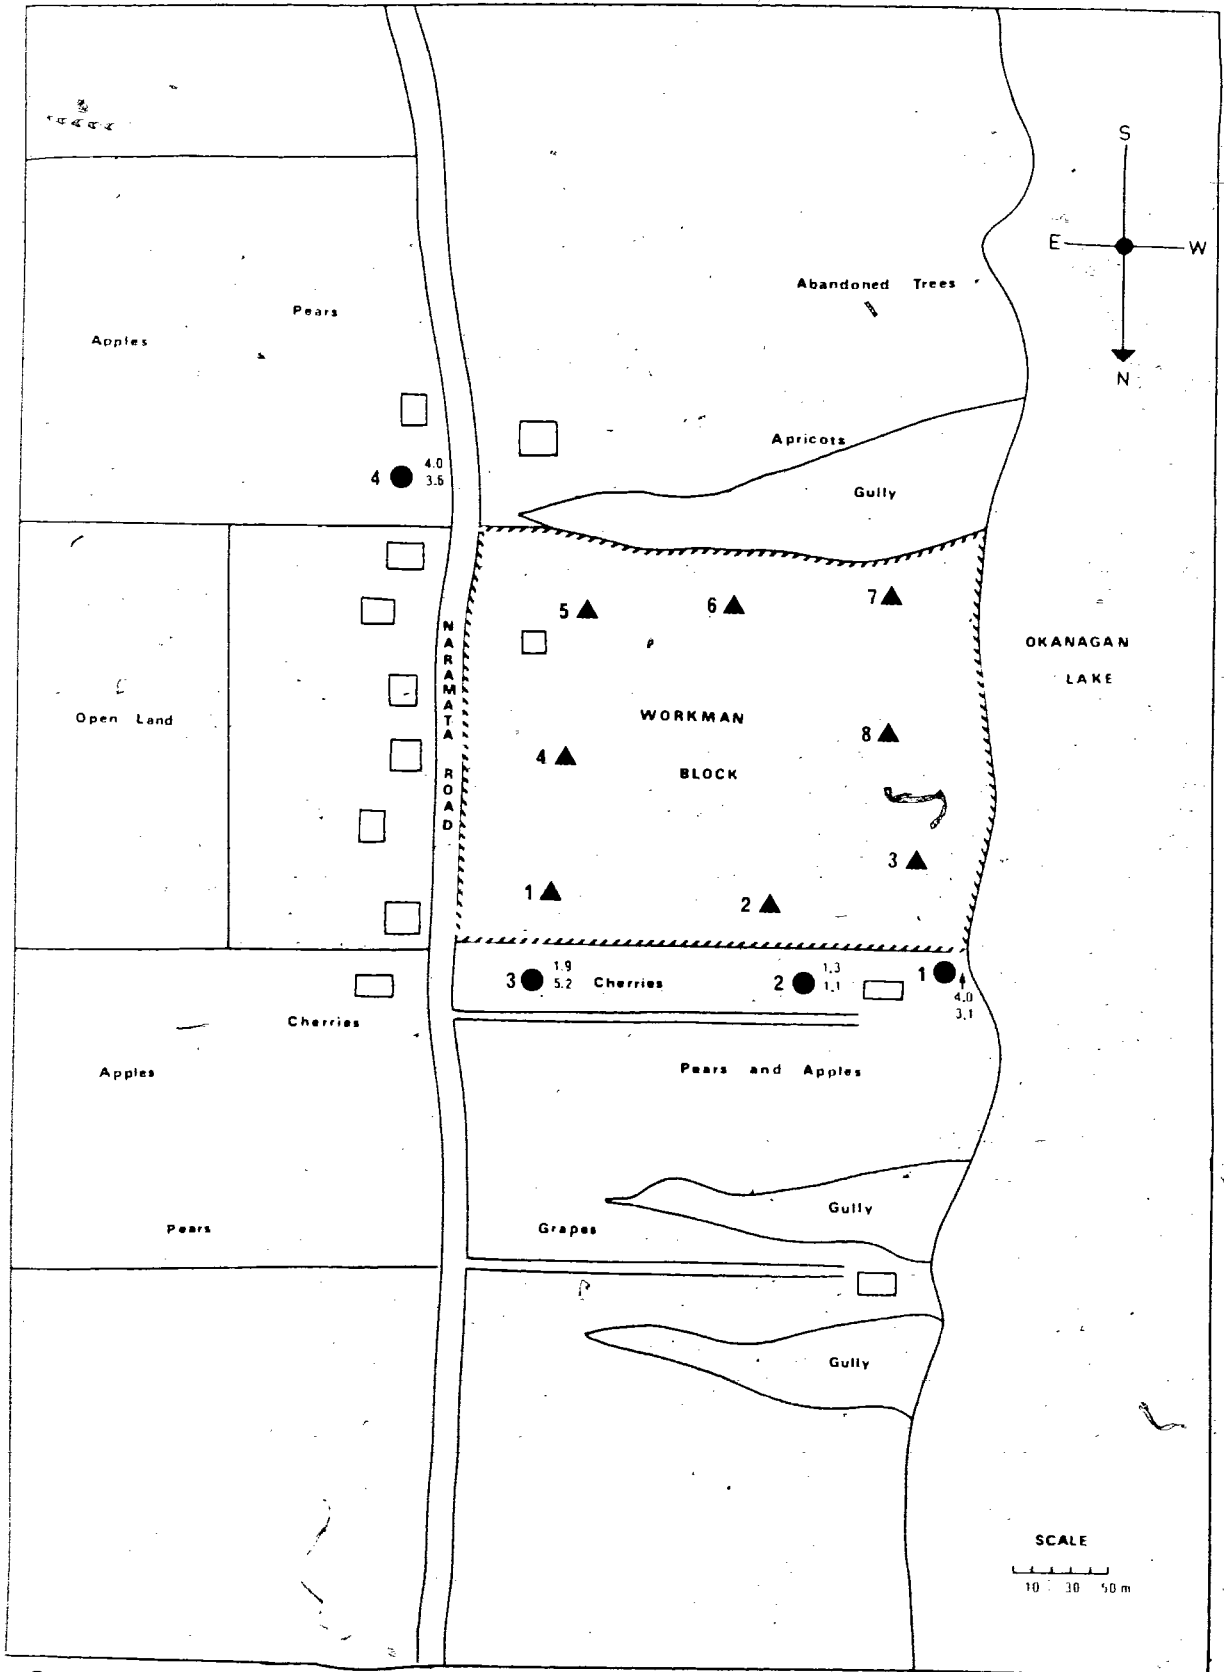 S
E W
N
Abandoned Trees
Pears
Apples
Apricots
4 4.0
3.6
Gully
5 6 7
NARAMATA ROAD
OKANAGAN
LAKE
Open Land
WORKMAN
8
4
BLOCK
3
1 2
3 1.9
5.2
Cherries
2 1.3
1.1
1
4.0
3.1
Cherries
Apples
Pears and Apples
Pears
Grapes
Gully
Gully
SCALE
10 30 50 m